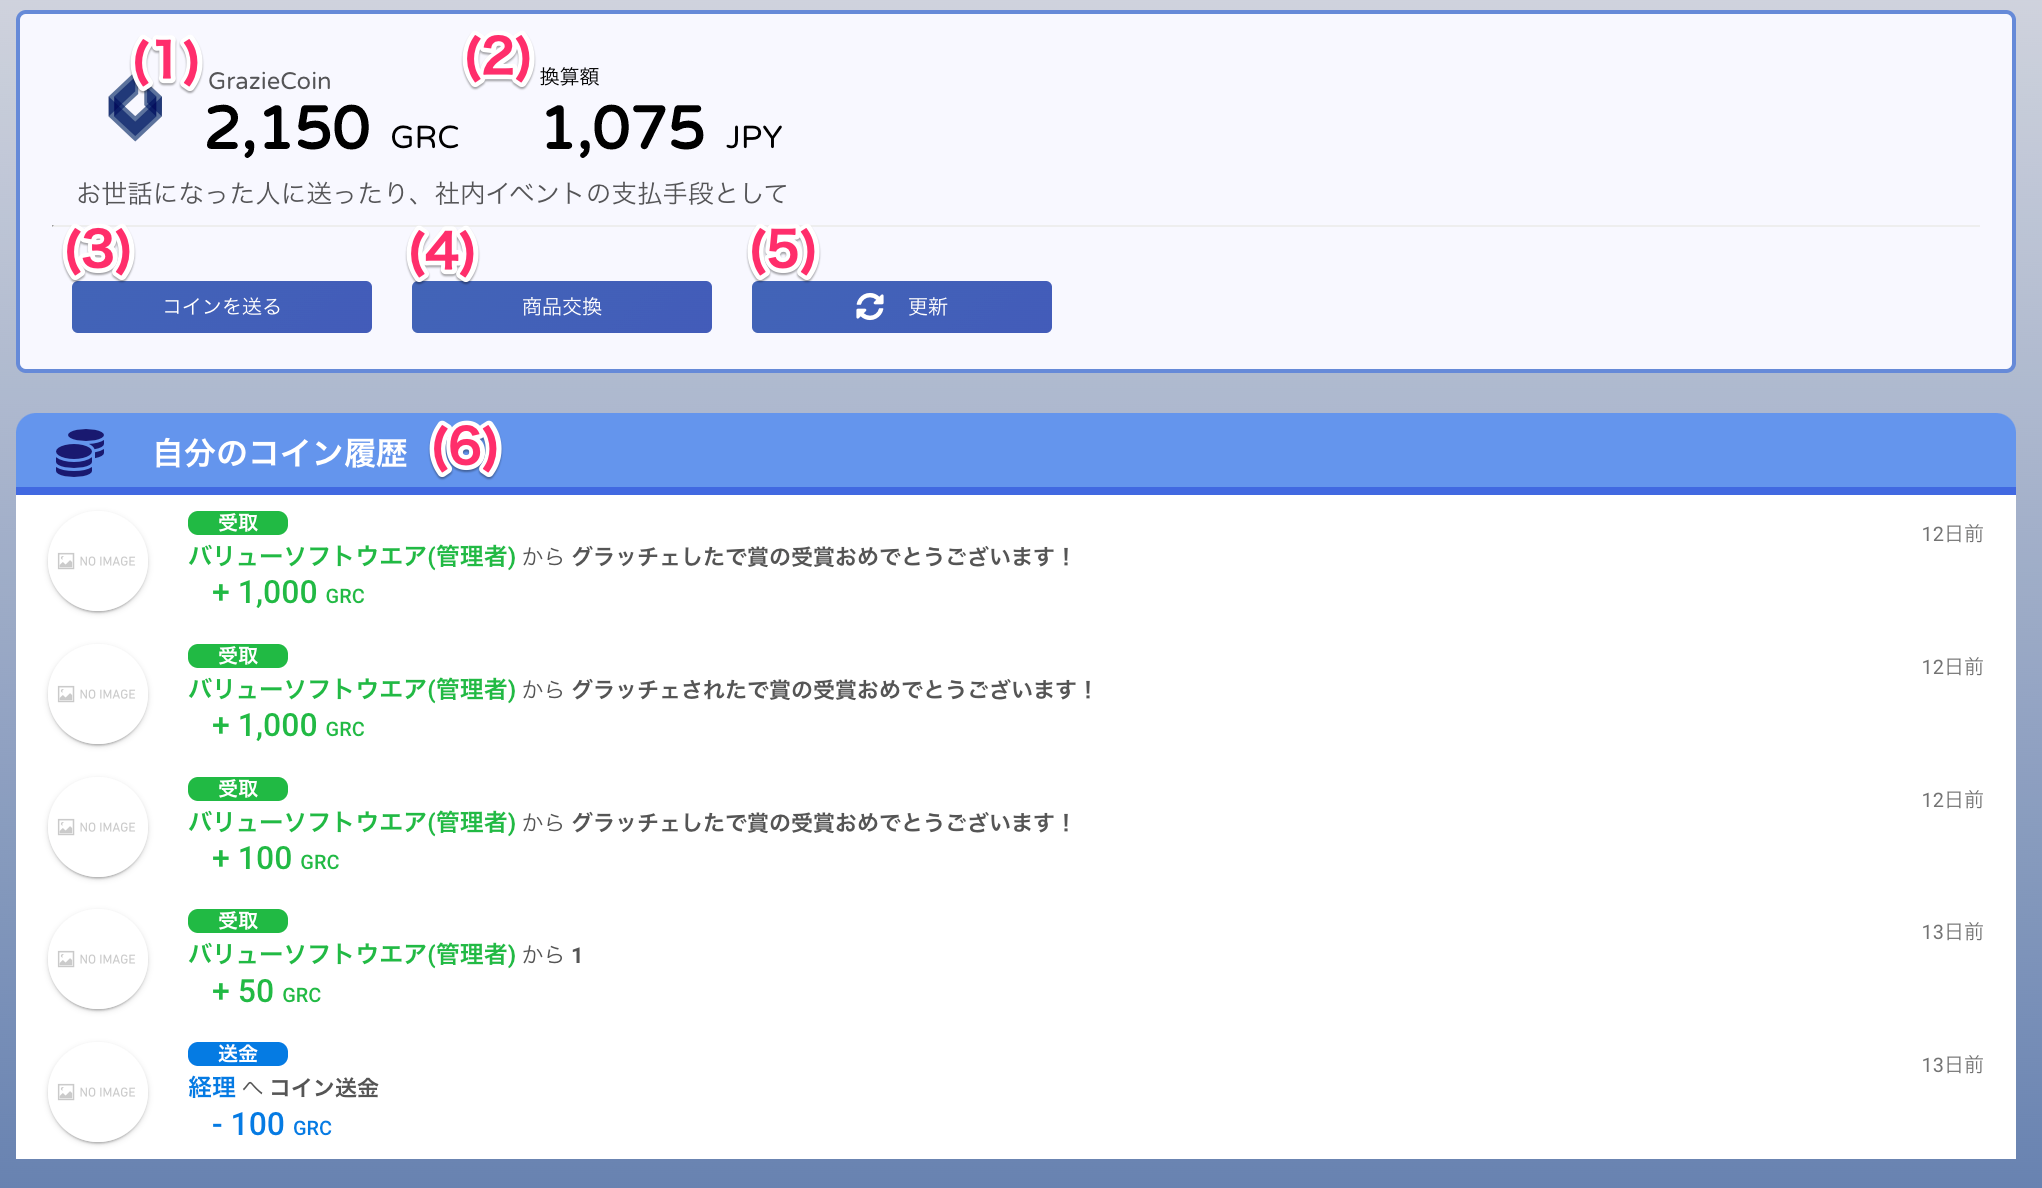 (1) GrazieCoin
2,150 GRC
(2) 換算額
1,075 JPY
お世話になった人に送ったり、社内イベントの支払手段として
(3) (4) (5)
コインを送る 商品交換 更新
自分のコイン履歴 (6)
受取 12日前
NO IMAGE バリューソフトウエア(管理者) から グラッチェしたで賞の受賞おめでとうございます！
+ 1,000 GRC
受取 12日前
NO IMAGE バリューソフトウエア(管理者) から グラッチェされたで賞の受賞おめでとうございます！
+ 1,000 GRC
受取 12日前
NO IMAGE バリューソフトウエア(管理者) から グラッチェしたで賞の受賞おめでとうございます！
+ 100 GRC
受取 13日前
NO IMAGE バリューソフトウエア(管理者) から 1
+ 50 GRC
送金 13日前
NO IMAGE 経理 へ コイン送金
- 100 GRC